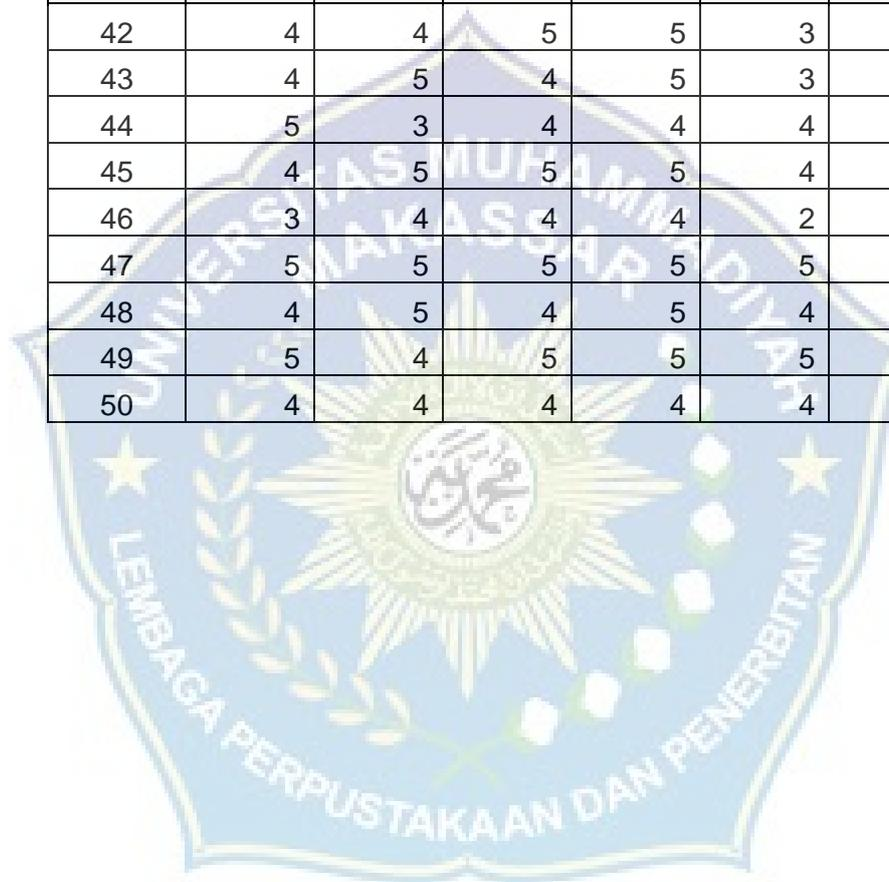 42 4 4 5 5 3
43 4 5 4 5 3
44 5 3 4 4 4
45 4 5 5 5 4
46 3 4 4 4 2
47 5 5 5 5 5
48 4 5 4 5 4
49 5 4 5 5 5
50 4 4 4 4 4
UNIVERSITAS MUHAMMADIYAH
MAKASSAR
محمد
LEMBAGA PERPUSTAKAAN DAN PENERBITAN